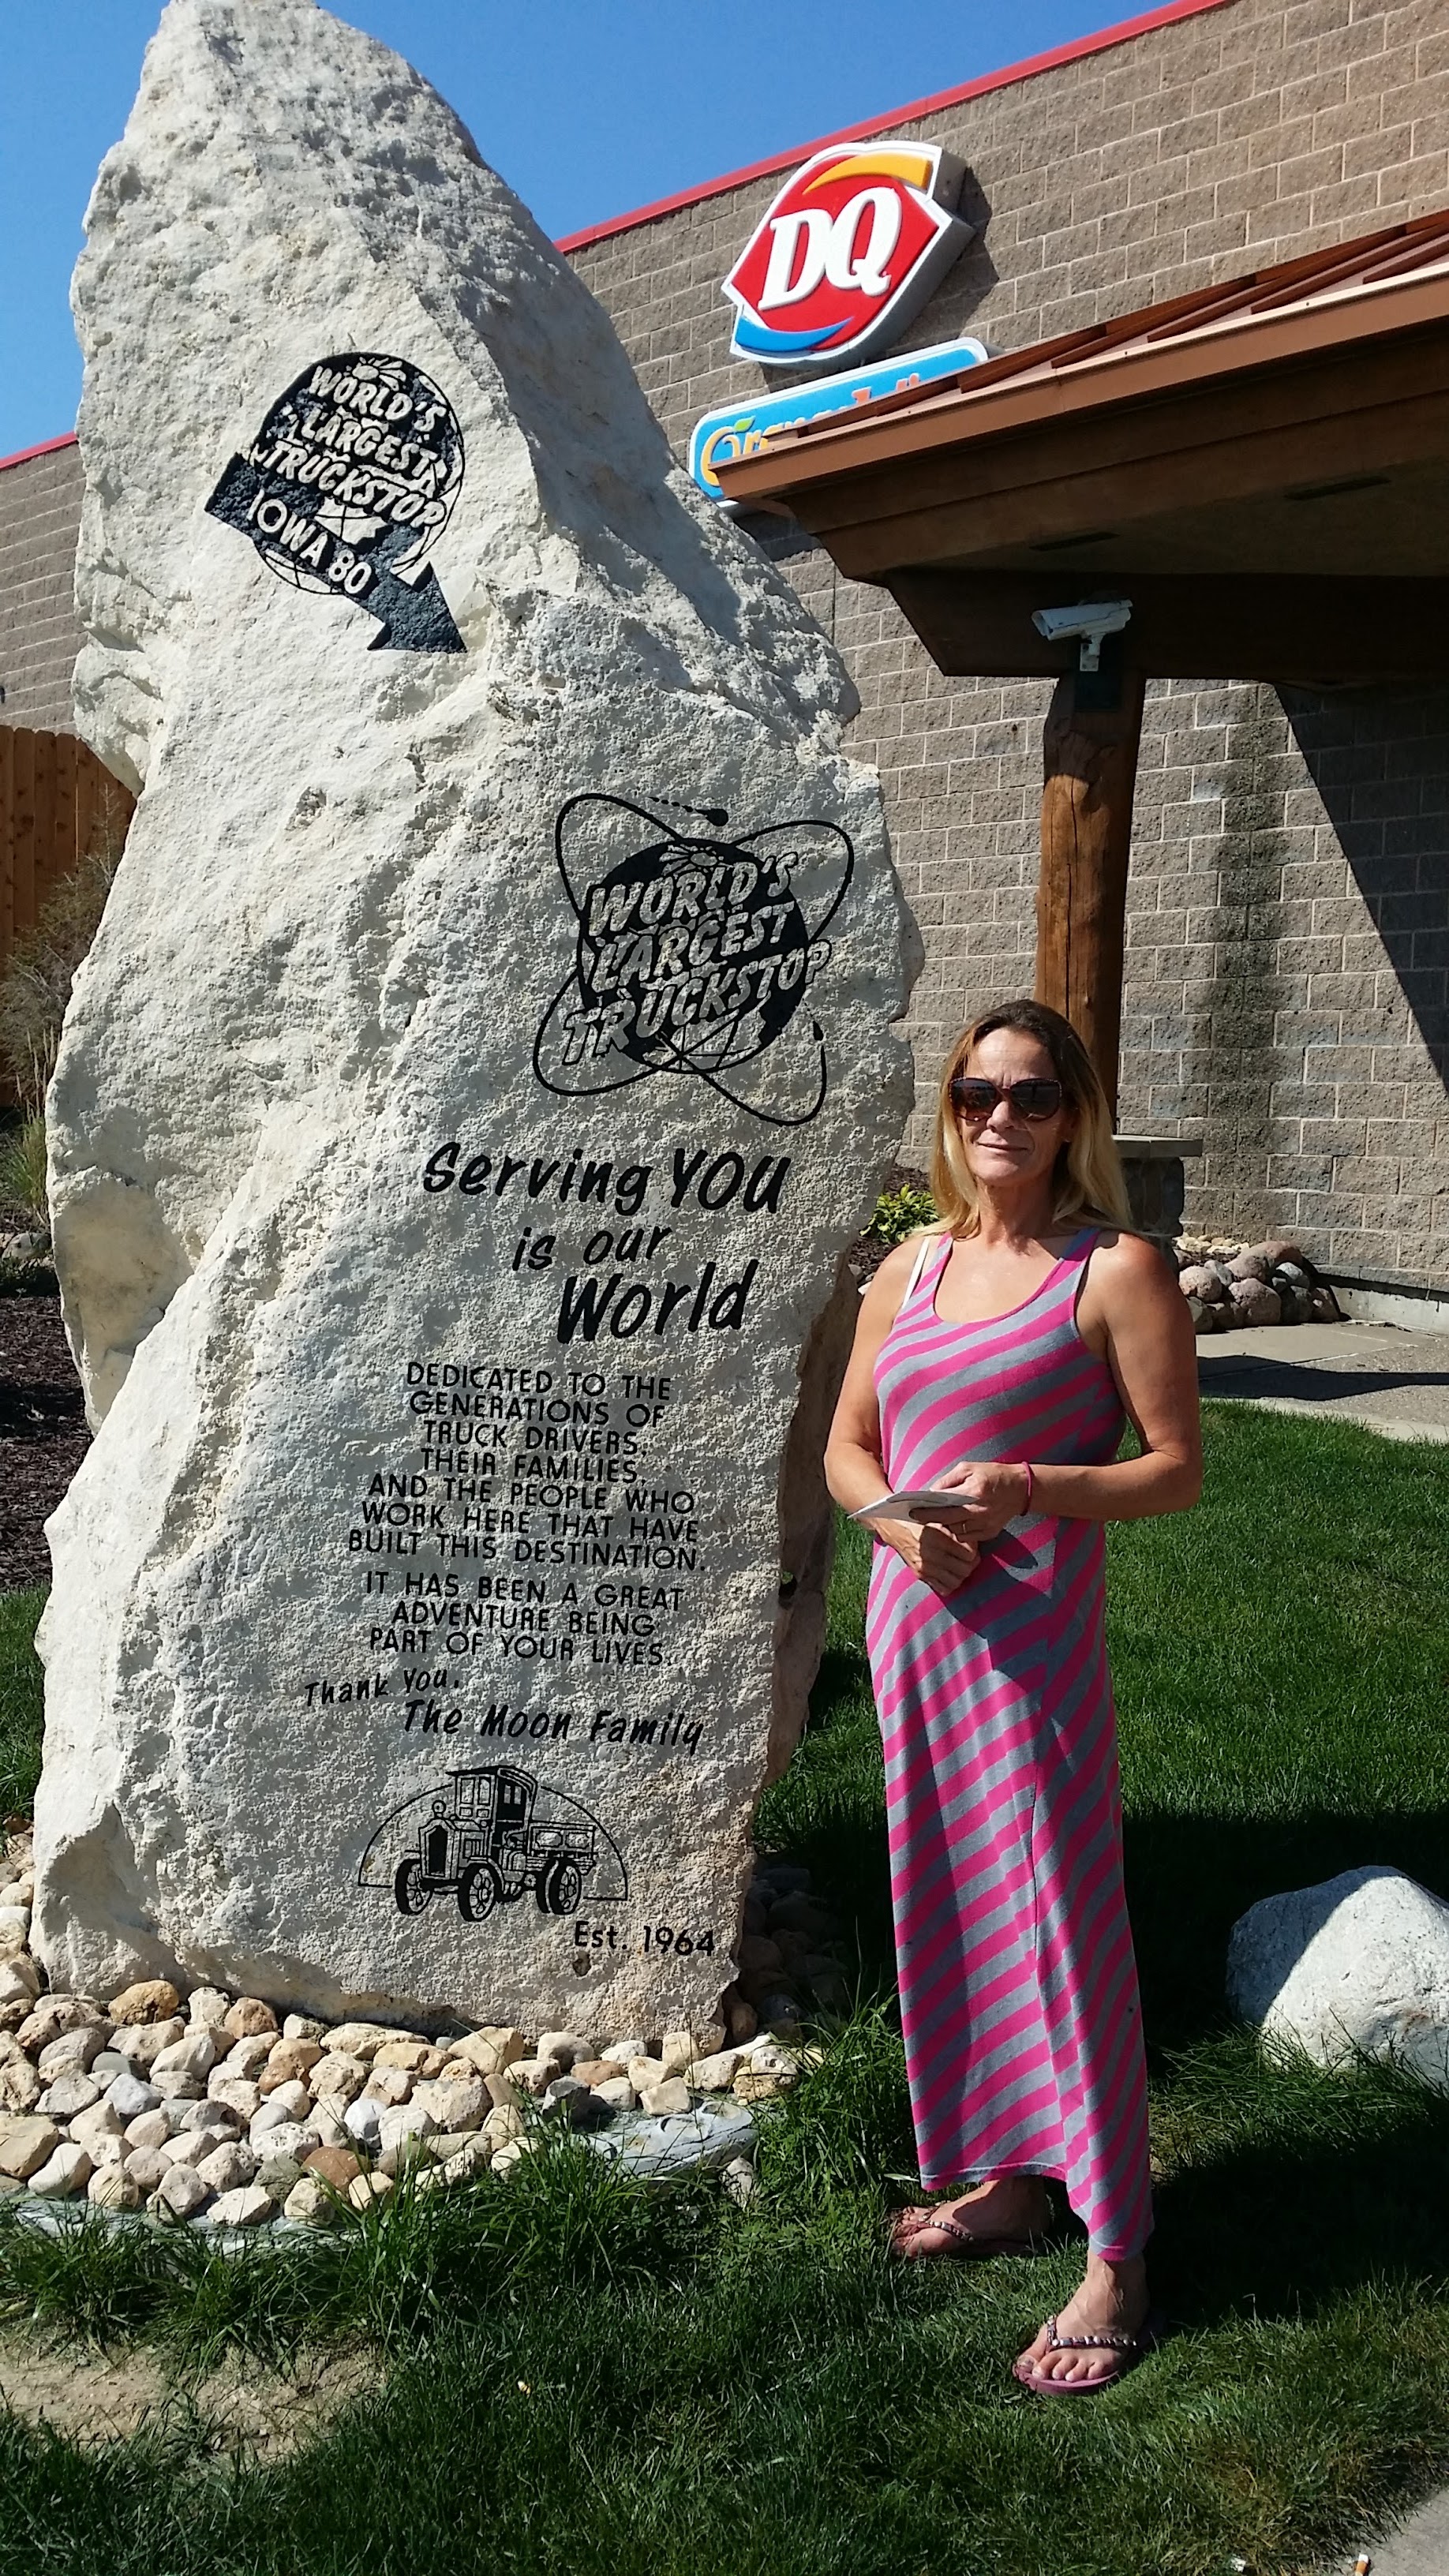 DQ
WORLD'S
LARGEST
TRUCKSTOP
IOWA 80
WORLD'S
LARGEST
TRUCKSTOP
Serving YOU
is our
World
DEDICATED TO THE
GENERATIONS OF
TRUCK DRIVERS,
THEIR FAMILIES,
AND THE PEOPLE WHO
WORK HERE THAT HAVE
BUILT THIS DESTINATION.
IT HAS BEEN A GREAT
ADVENTURE BEING
PART OF YOUR LIVES.
Thank You,
The Moon Family
Est. 1964